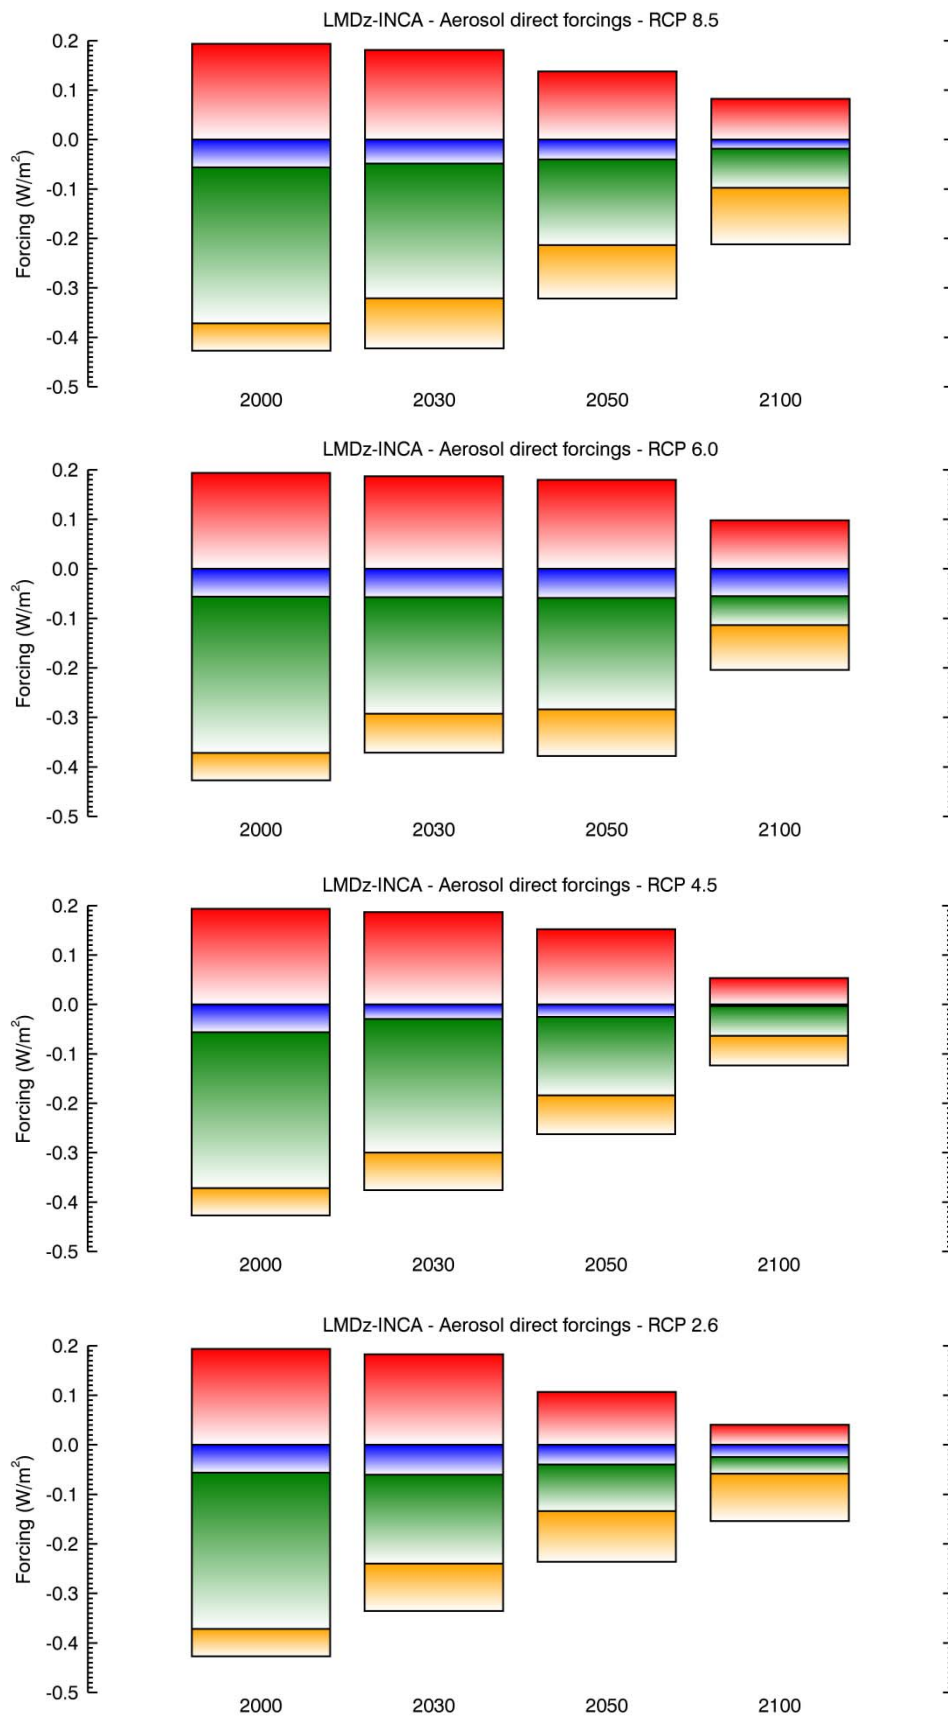 LMDz-INCA - Aerosol direct forcings - RCP 8.5
0.2
0.1
0.0
-0.1
-0.2
-0.3
-0.4
-0.5
Forcing (W/m²)
2000 2030 2050 2100
LMDz-INCA - Aerosol direct forcings - RCP 6.0
0.2
0.1
0.0
-0.1
-0.2
-0.3
-0.4
-0.5
Forcing (W/m²)
2000 2030 2050 2100
LMDz-INCA - Aerosol direct forcings - RCP 4.5
0.2
0.1
0.0
-0.1
-0.2
-0.3
-0.4
-0.5
Forcing (W/m²)
2000 2030 2050 2100
LMDz-INCA - Aerosol direct forcings - RCP 2.6
0.2
0.1
0.0
-0.1
-0.2
-0.3
-0.4
-0.5
Forcing (W/m²)
2000 2030 2050 2100